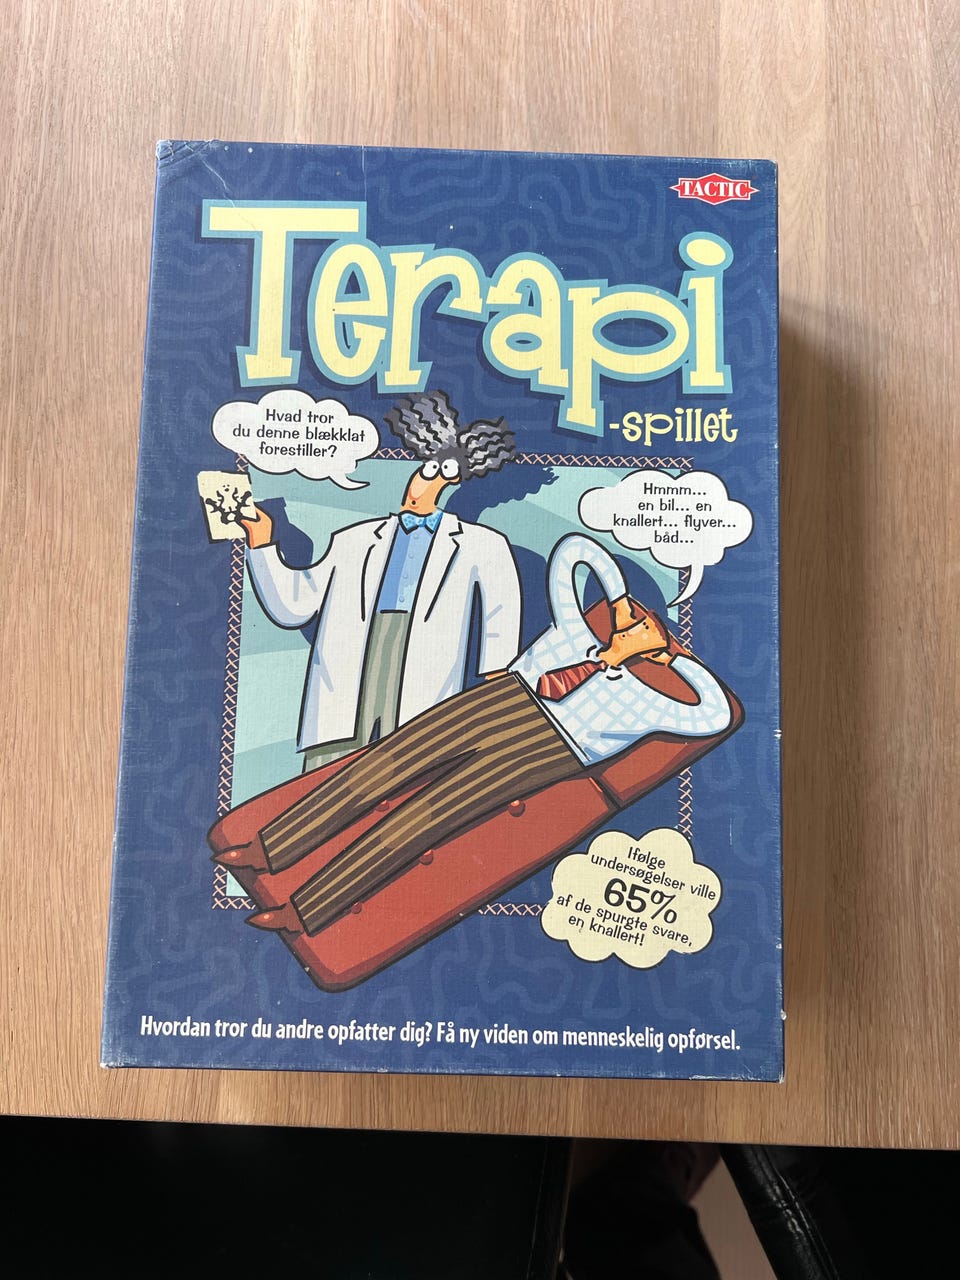 TACTIC
Terapi
-spillet
Hvad tror
du denne blækklat
forestiller?
Hmmm...
en bil... en
knallert... flyver...
båd...
Ifølge
undersøgelser ville
65%
af de spurgte svare,
en knallert!
Hvordan tror du andre opfatter dig? Få ny viden om menneskelig opførsel.